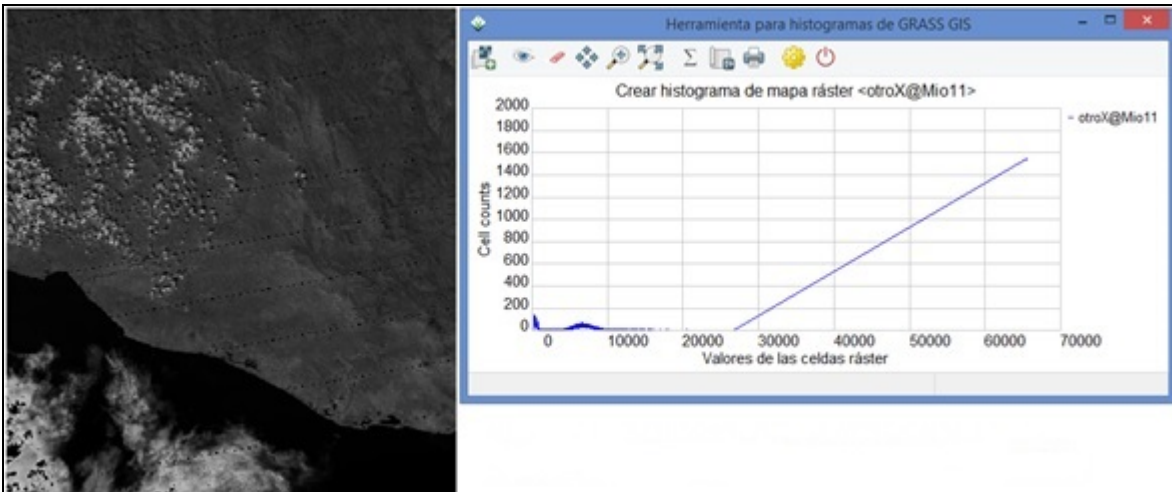 Herramienta para histogramas de GRASS GIS
Crear histograma de mapa ráster <otroX@Mio11>
otroX@Mio11
2000
1800
1600
1400
1200
1000
800
600
400
200
0
Cell counts
0 10000 20000 30000 40000 50000 60000 70000
Valores de las celdas ráster